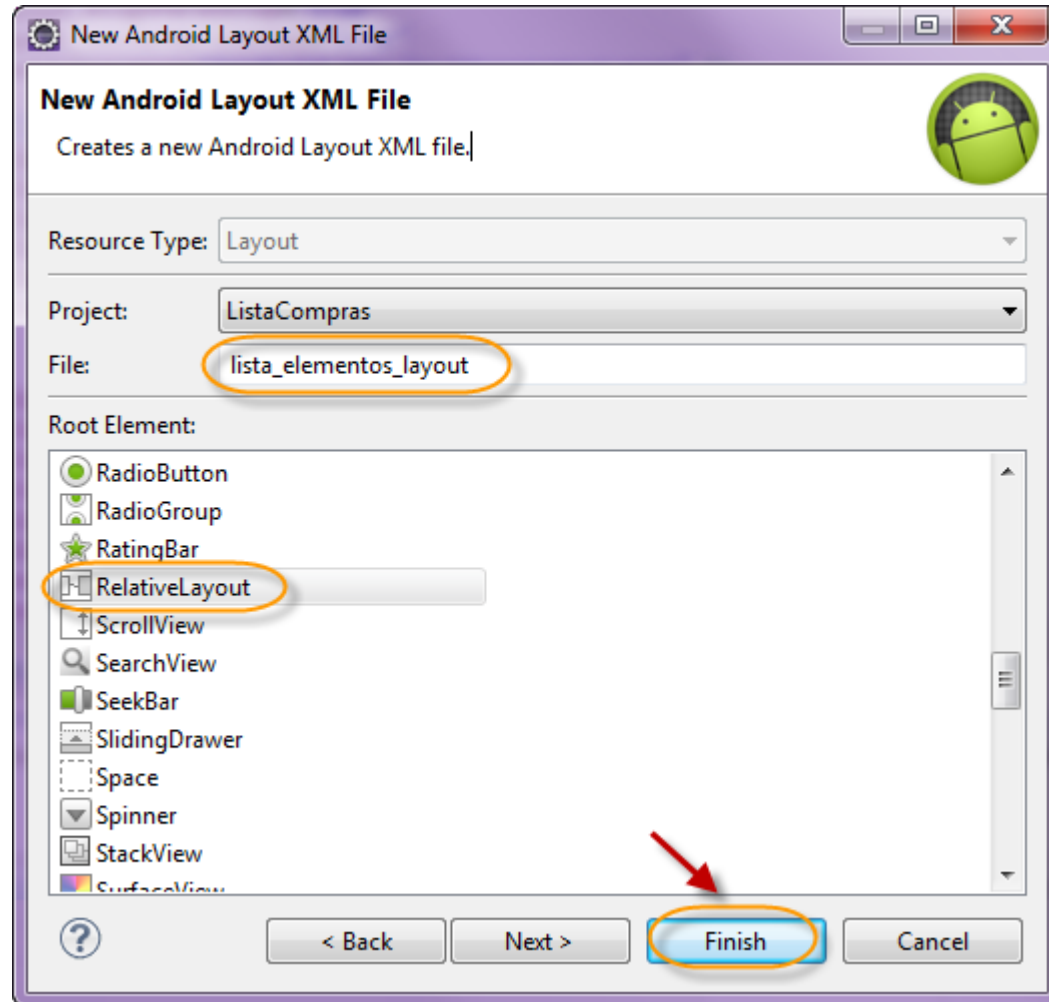 New Android Layout XML File
New Android Layout XML File
Creates a new Android Layout XML file.
Resource Type: Layout
Project: ListaCompras
File: lista_elementos_layout
Root Element:
RadioButton
RadioGroup
RatingBar
RelativeLayout
ScrollView
SearchView
SeekBar
SlidingDrawer
Space
Spinner
StackView
SurfaceView
< Back Next > Finish Cancel